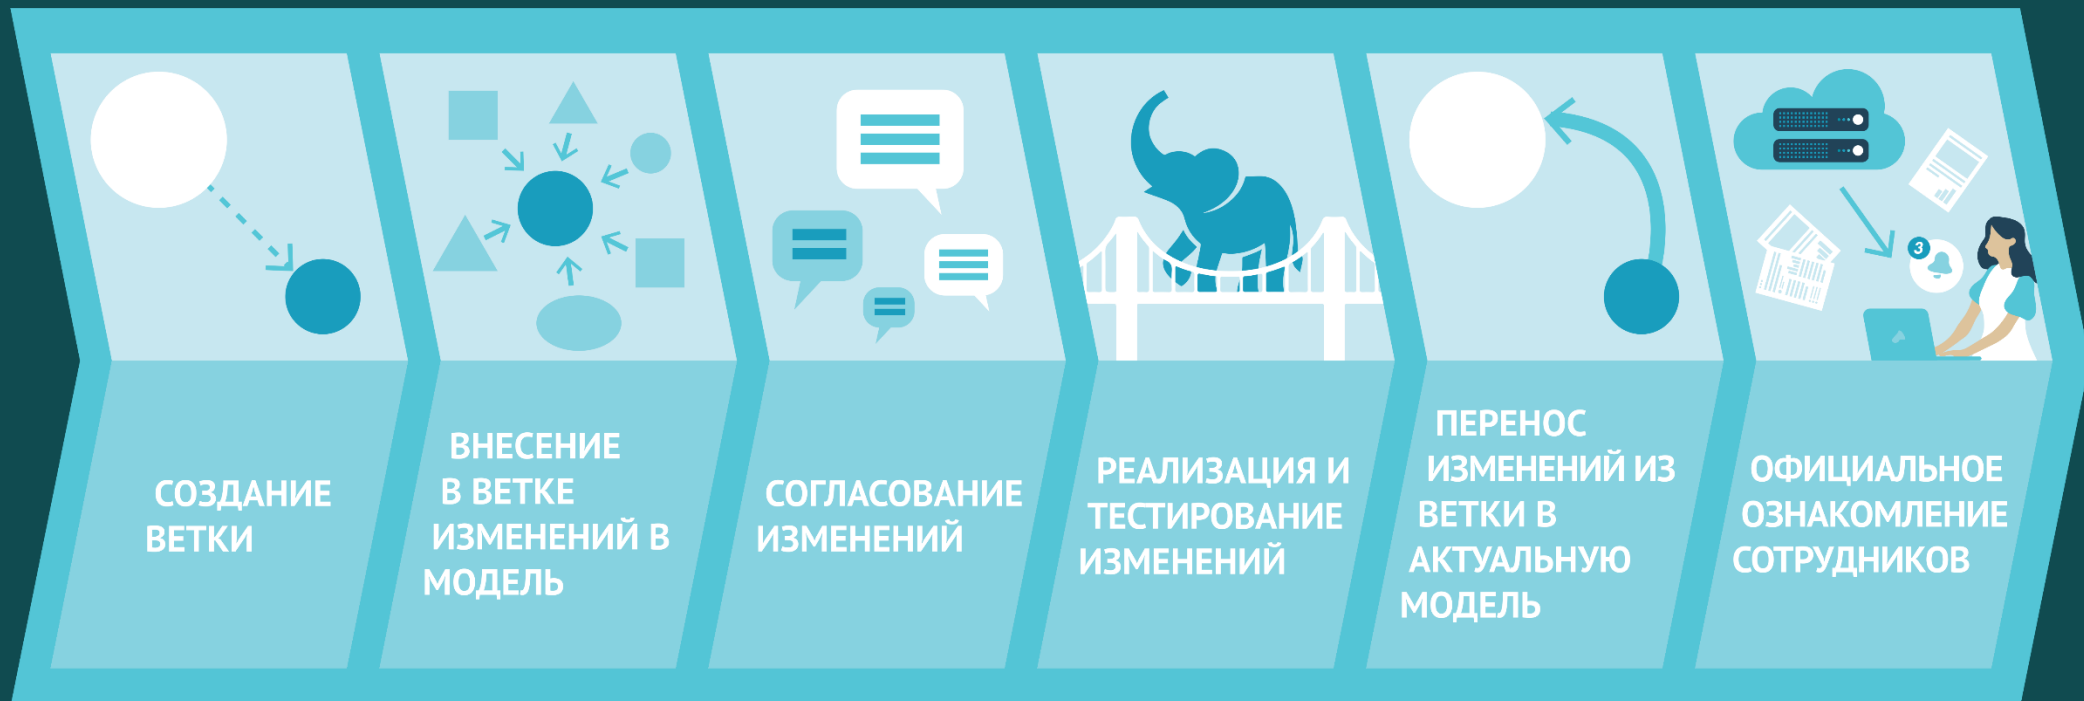 СОЗДАНИЕ
ВЕТКИ
ВНЕСЕНИЕ
В ВЕТКЕ
ИЗМЕНЕНИЙ В
МОДЕЛЬ
СОГЛАСОВАНИЕ
ИЗМЕНЕНИЙ
РЕАЛИЗАЦИЯ И
ТЕСТИРОВАНИЕ
ИЗМЕНЕНИЙ
ПЕРЕНОС
ИЗМЕНЕНИЙ ИЗ
ВЕТКИ В
АКТУАЛЬНУЮ
МОДЕЛЬ
3
ОФИЦИАЛЬНОЕ
ОЗНАКОМЛЕНИЕ
СОТРУДНИКОВ